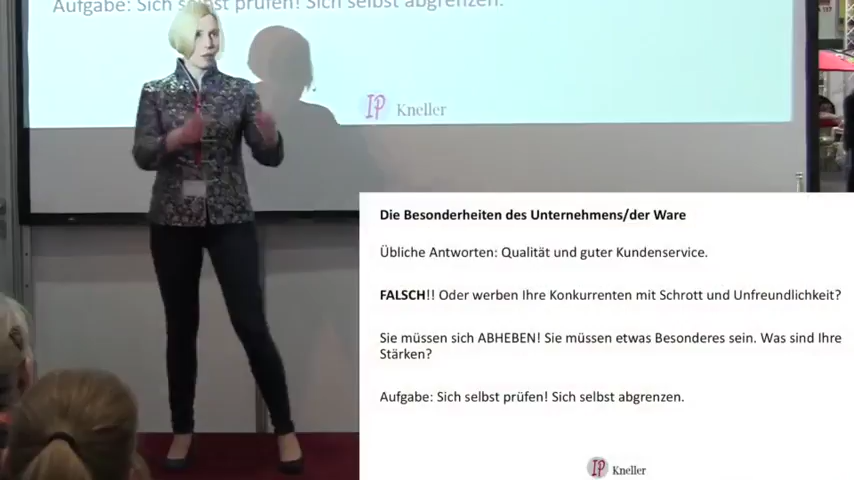 Aufgabe: Sich selbst prüfen! Sich selbst abgrenzen.
IP Kneller
Die Besonderheiten des Unternehmens/der Ware
Übliche Antworten: Qualität und guter Kundenservice.
FALSCH!! Oder werben Ihre Konkurrenten mit Schrott und Unfreundlichkeit?
Sie müssen sich ABHEBEN! Sie müssen etwas Besonderes sein. Was sind Ihre
Stärken?
Aufgabe: Sich selbst prüfen! Sich selbst abgrenzen.
IP Kneller